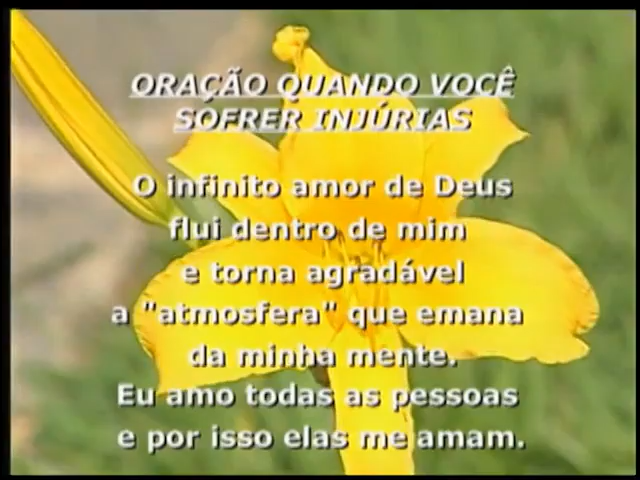 ORAÇÃO QUANDO VOCÊ
SOFRER INJÚRIAS
O infinito amor de Deus
flui dentro de mim
e torna agradável
a "atmosfera" que emana
da minha mente.
Eu amo todas as pessoas
e por isso elas me amam.